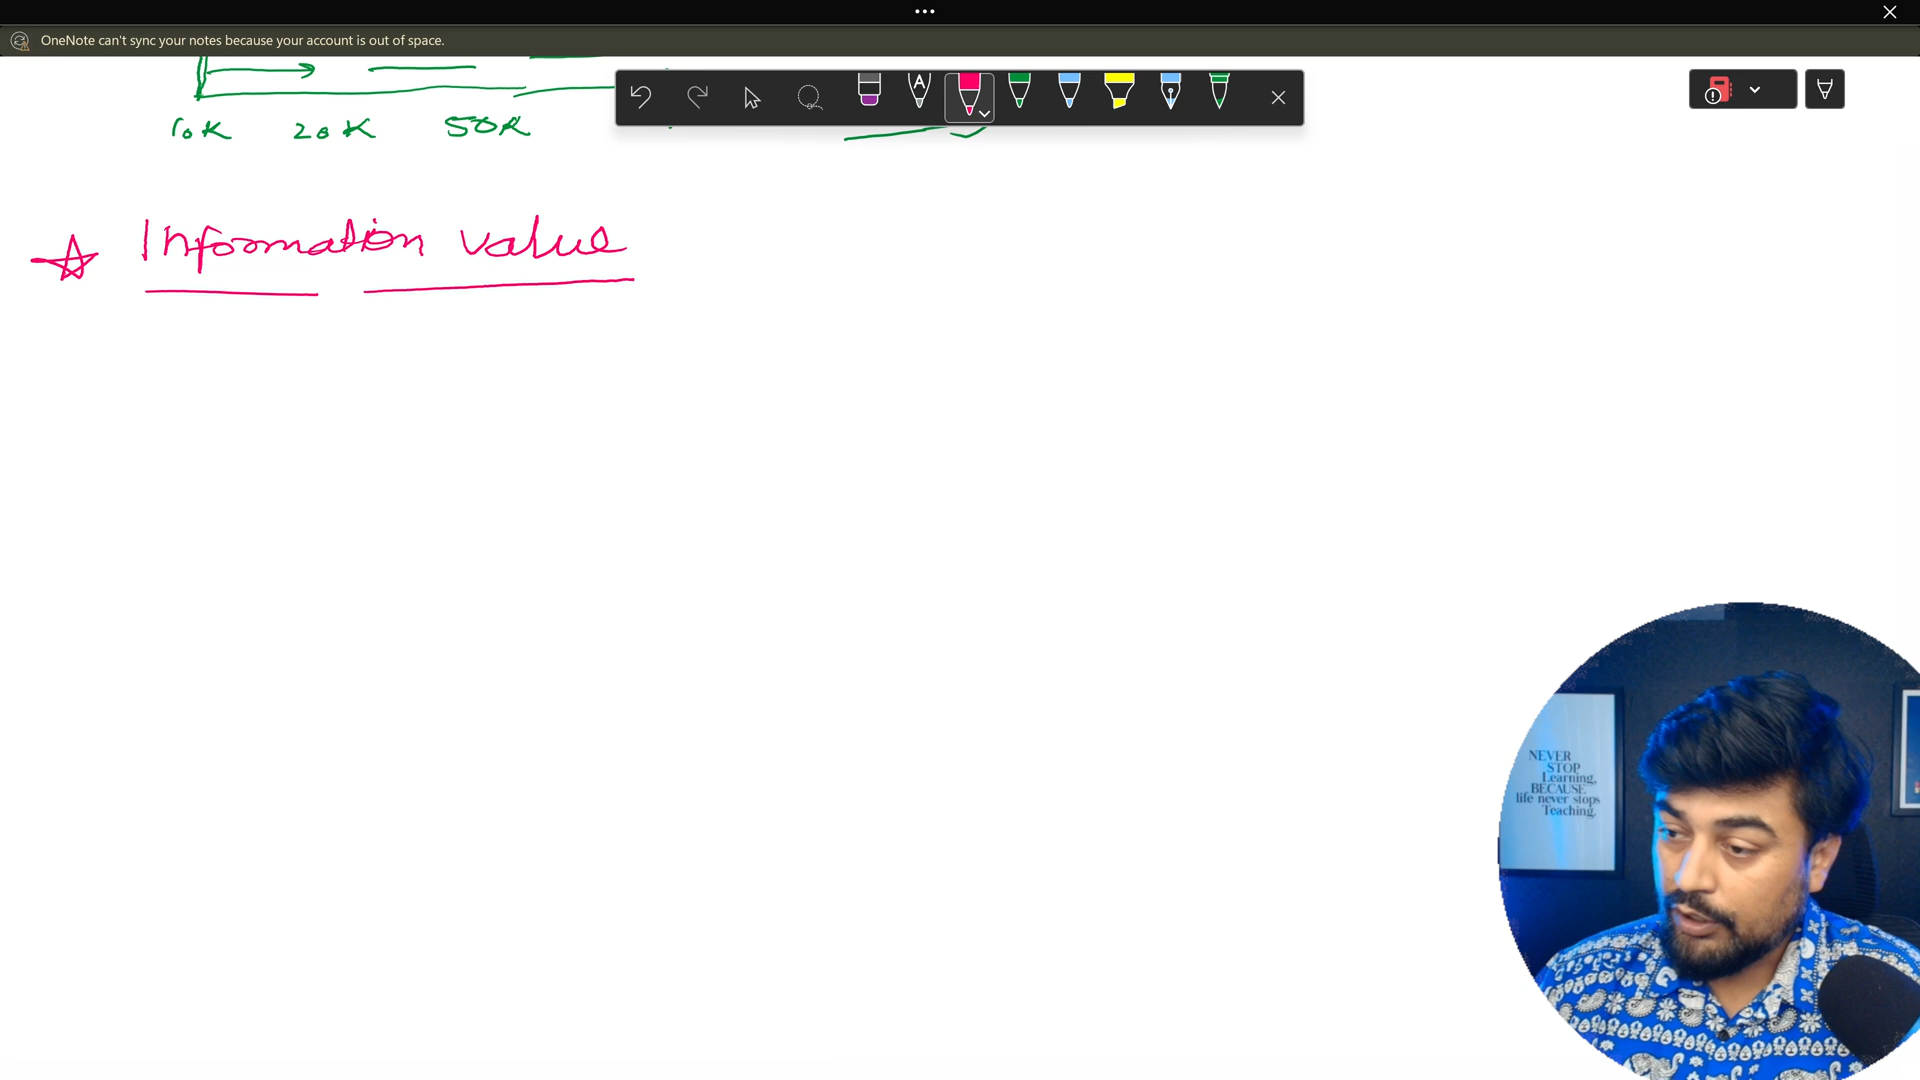 OneNote can't sync your notes because your account is out of space.
10K 20K 50K
Information value
NEVER
STOP
Learning,
BECAUSE
life never stops
Teaching.